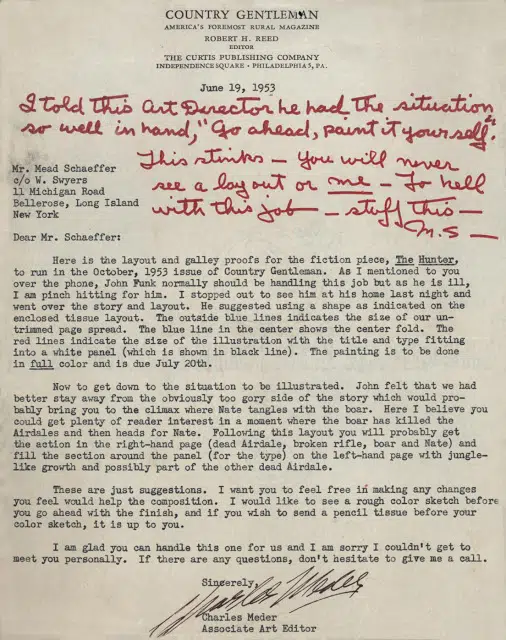 COUNTRY GENTLEMAN
AMERICA'S FOREMOST RURAL MAGAZINE
ROBERT H. REED
EDITOR
THE CURTIS PUBLISHING COMPANY
INDEPENDENCE SQUARE • PHILADELPHIA 5, PA.
June 19, 1953
I told this Art Director he had the situation
so well in hand, "Go ahead, paint it yourself."
This stinks — you will never
see a layout or me — To hell
with this job — stuff this —
M.S —
Mr. Mead Schaeffer
c/o W. Swyers
11 Michigan Road
Bellerose, Long Island
New York
Dear Mr. Schaeffer:
Here is the layout and galley proofs for the fiction piece, The Hunter,
to run in the October, 1953 issue of Country Gentleman. As I mentioned to you
over the phone, John Funk normally should be handling this job but as he is ill,
I am pinch hitting for him. I stopped out to see him at his home last night and
went over the story and layout. He suggested using a shape as indicated on the
enclosed tissue layout. The outside blue lines indicates the size of our un-
trimmed page spread. The blue line in the center shows the center fold. The
red lines indicate the size of the illustration with the title and type fitting
into a white panel (which is shown in black line). The painting is to be done
in full color and is due July 20th.
Now to get down to the situation to be illustrated. John felt that we had
better stay away from the obviously too gory side of the story which would pro-
bably bring you to the climax where Nate tangles with the boar. Here I believe you
could get plenty of reader interest in a moment where the boar has killed the
Airdales and then heads for Nate. Following this layout you will probably get
the action in the right-hand page (dead Airdale, broken rifle, boar and Nate) and
fill the section around the panel (for the type) on the left-hand page with jungle-
like growth and possibly part of the other dead Airdale.
These are just suggestions. I want you to feel free in making any changes
you feel would help the composition. I would like to see a rough color sketch before
you go ahead with the finish, and if you wish to send a pencil tissue before your
color sketch, it is up to you.
I am glad you can handle this one for us and I am sorry I couldn't get to
meet you personally. If there are any questions, don't hesitate to give me a call.
Sincerely,
Charles Meder
Charles Meder
Associate Art Editor